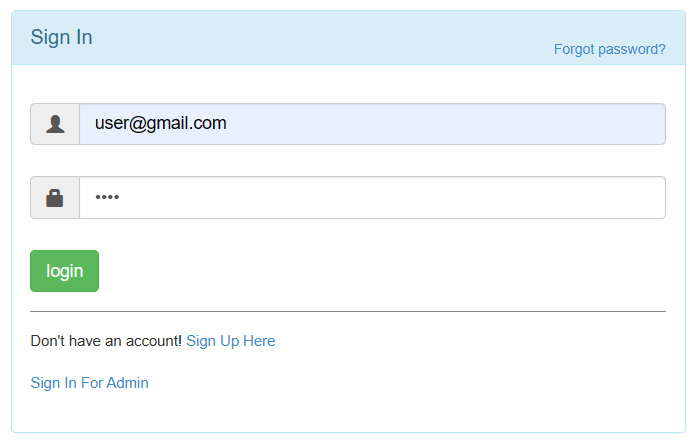 Sign In
Forgot password?
user@gmail.com
••••
login
Don't have an account! Sign Up Here
Sign In For Admin